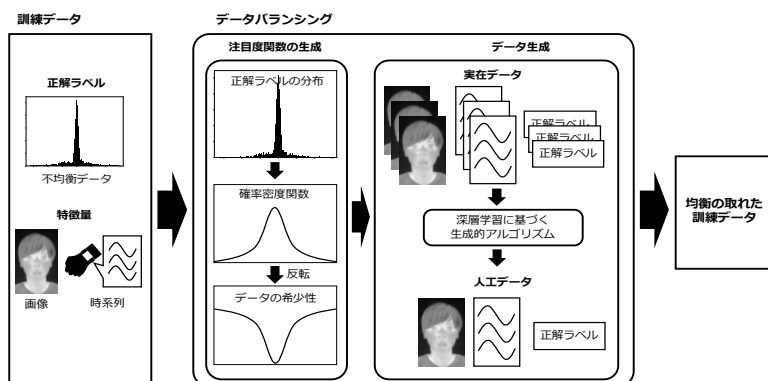 訓練データ
正解ラベル
不均衡データ
特徴量
画像
時系列
データバランシング
注目度関数の生成
正解ラベルの分布
確率密度関数
反転
データの希少性
データ生成
実在データ
正解ラベル
正解ラベル
正解ラベル
深層学習に基づく
生成的アルゴリズム
人工データ
正解ラベル
均衡の取れた
訓練データ